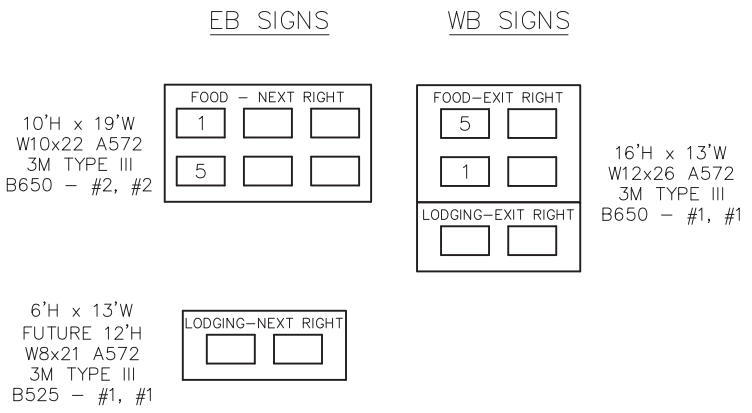 EB SIGNS
WB SIGNS
10'H x 19'W
W10x22 A572
3M TYPE III
B650 – #2, #2
FOOD – NEXT RIGHT
1
5
FOOD–EXIT RIGHT
5
1
LODGING–EXIT RIGHT
16'H x 13'W
W12x26 A572
3M TYPE III
B650 – #1, #1
6'H x 13'W
FUTURE 12'H
W8x21 A572
3M TYPE III
B525 – #1, #1
LODGING–NEXT RIGHT